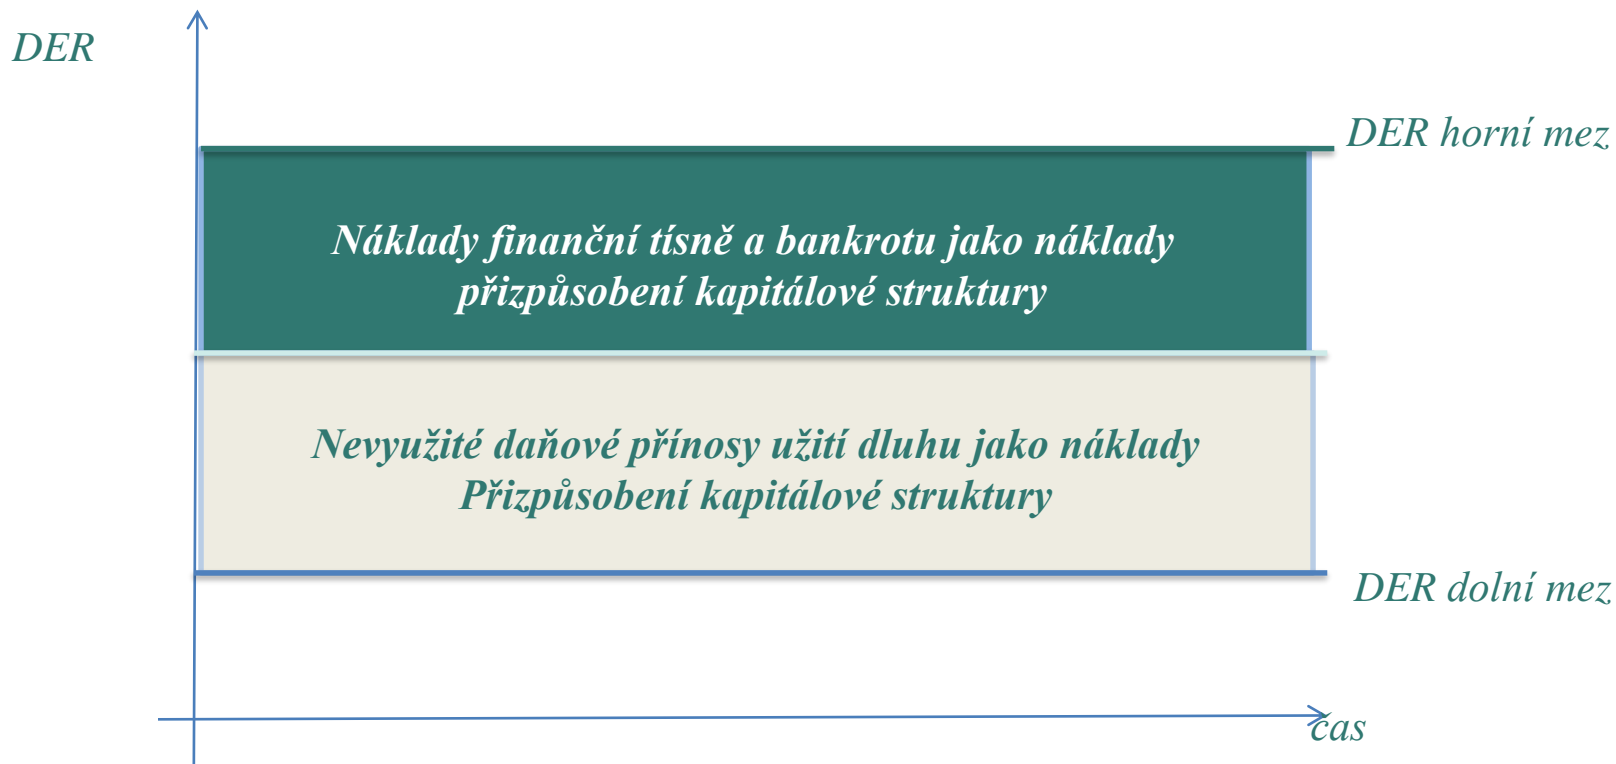 DER
DER horní mez
Náklady finanční tísně a bankrotu jako náklady
přizpůsobení kapitálové struktury
Nevyužité daňové přínosy užití dluhu jako náklady
Přizpůsobení kapitálové struktury
DER dolní mez
čas